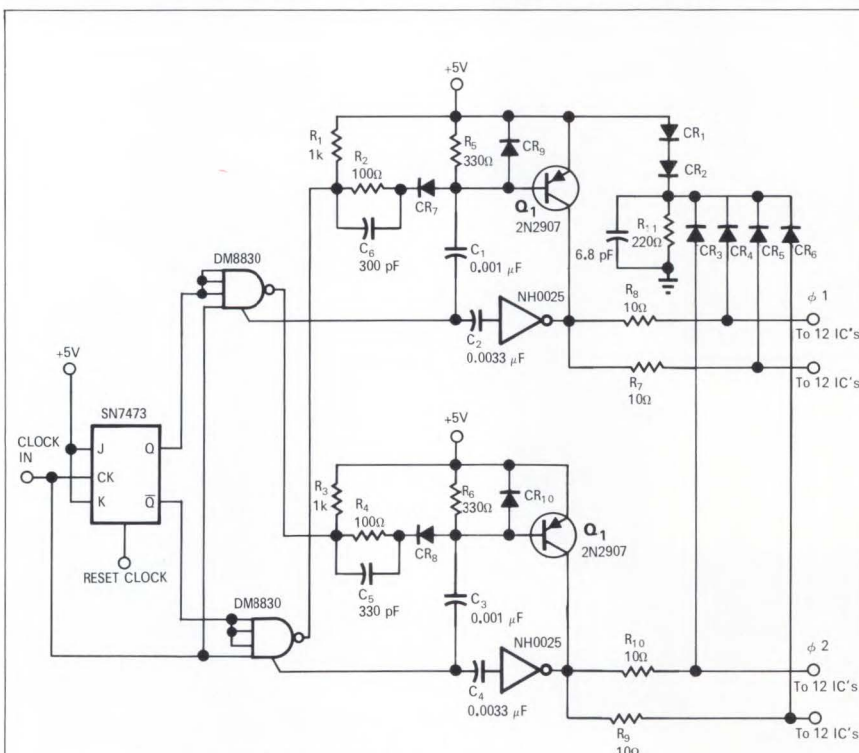 +5V
R1
1k
R2
100Ω
R5
330Ω
CR9
CR1
CR2
CR7
Q1
2N2907
C6
300 pF
C1
0.001 μF
6.8 pF
R11
220Ω
CR3
CR4
CR5
CR6
DM8830
NH0025
C2
0.0033 μF
R8
10Ω
φ 1
To 12 IC's
R7
10Ω
To 12 IC's
+5V
SN7473
CLOCK
IN
J
Q
CK
K
Q̅
RESET CLOCK
+5V
R3
1k
R4
100Ω
R6
330Ω
CR10
CR8
Q1
2N2907
C5
330 pF
C3
0.001 μF
DM8830
NH0025
C4
0.0033 μF
R10
10Ω
φ 2
To 12 IC's
R9
10Ω
To 12 IC's